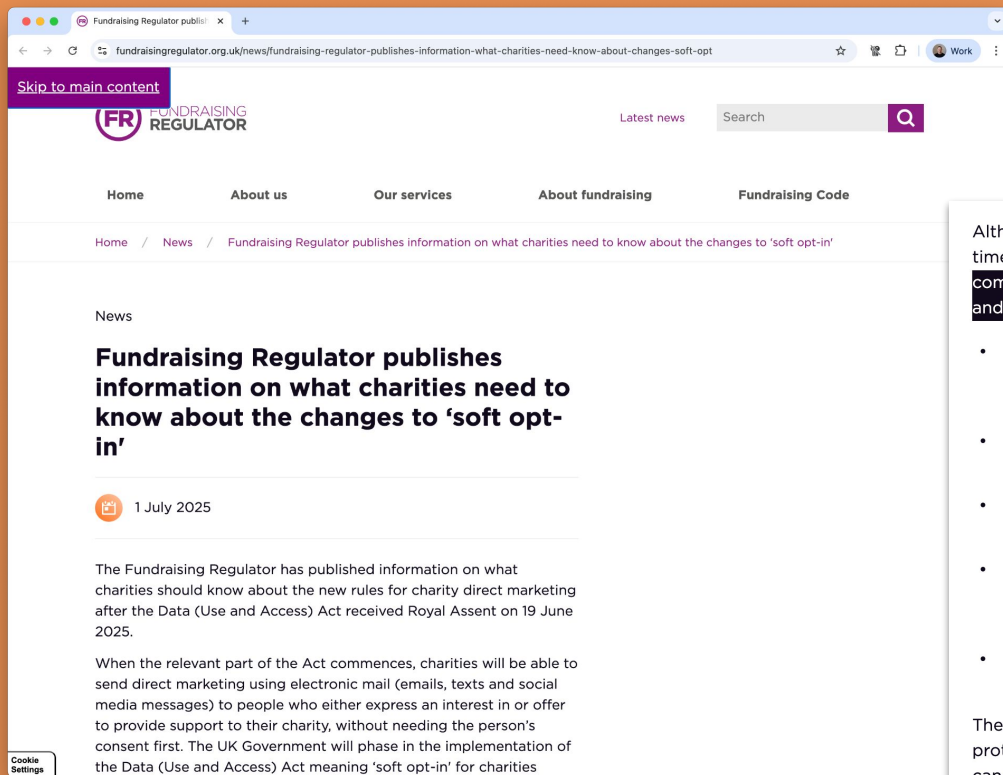 Fundraising Regulator publish
fundraisingregulator.org.uk/news/fundraising-regulator-publishes-information-what-charities-need-know-about-changes-soft-opt
Work
Skip to main content
FR
FUNDRAISING
REGULATOR
Latest news
Search
Home
About us
Our services
About fundraising
Fundraising Code
Home / News / Fundraising Regulator publishes information on what charities need to know about the changes to 'soft opt-in'
News
Fundraising Regulator publishes
information on what charities need to
know about the changes to ‘soft opt-
in'
1 July 2025
The Fundraising Regulator has published information on what
charities should know about the new rules for charity direct marketing
after the Data (Use and Access) Act received Royal Assent on 19 June
2025.
When the relevant part of the Act commences, charities will be able to
send direct marketing using electronic mail (emails, texts and social
media messages) to people who either express an interest in or offer
to provide support to their charity, without needing the person’s
consent first. The UK Government will phase in the implementation of
the Data (Use and Access) Act meaning ‘soft opt-in' for charities
Cookie
Settings
and
The